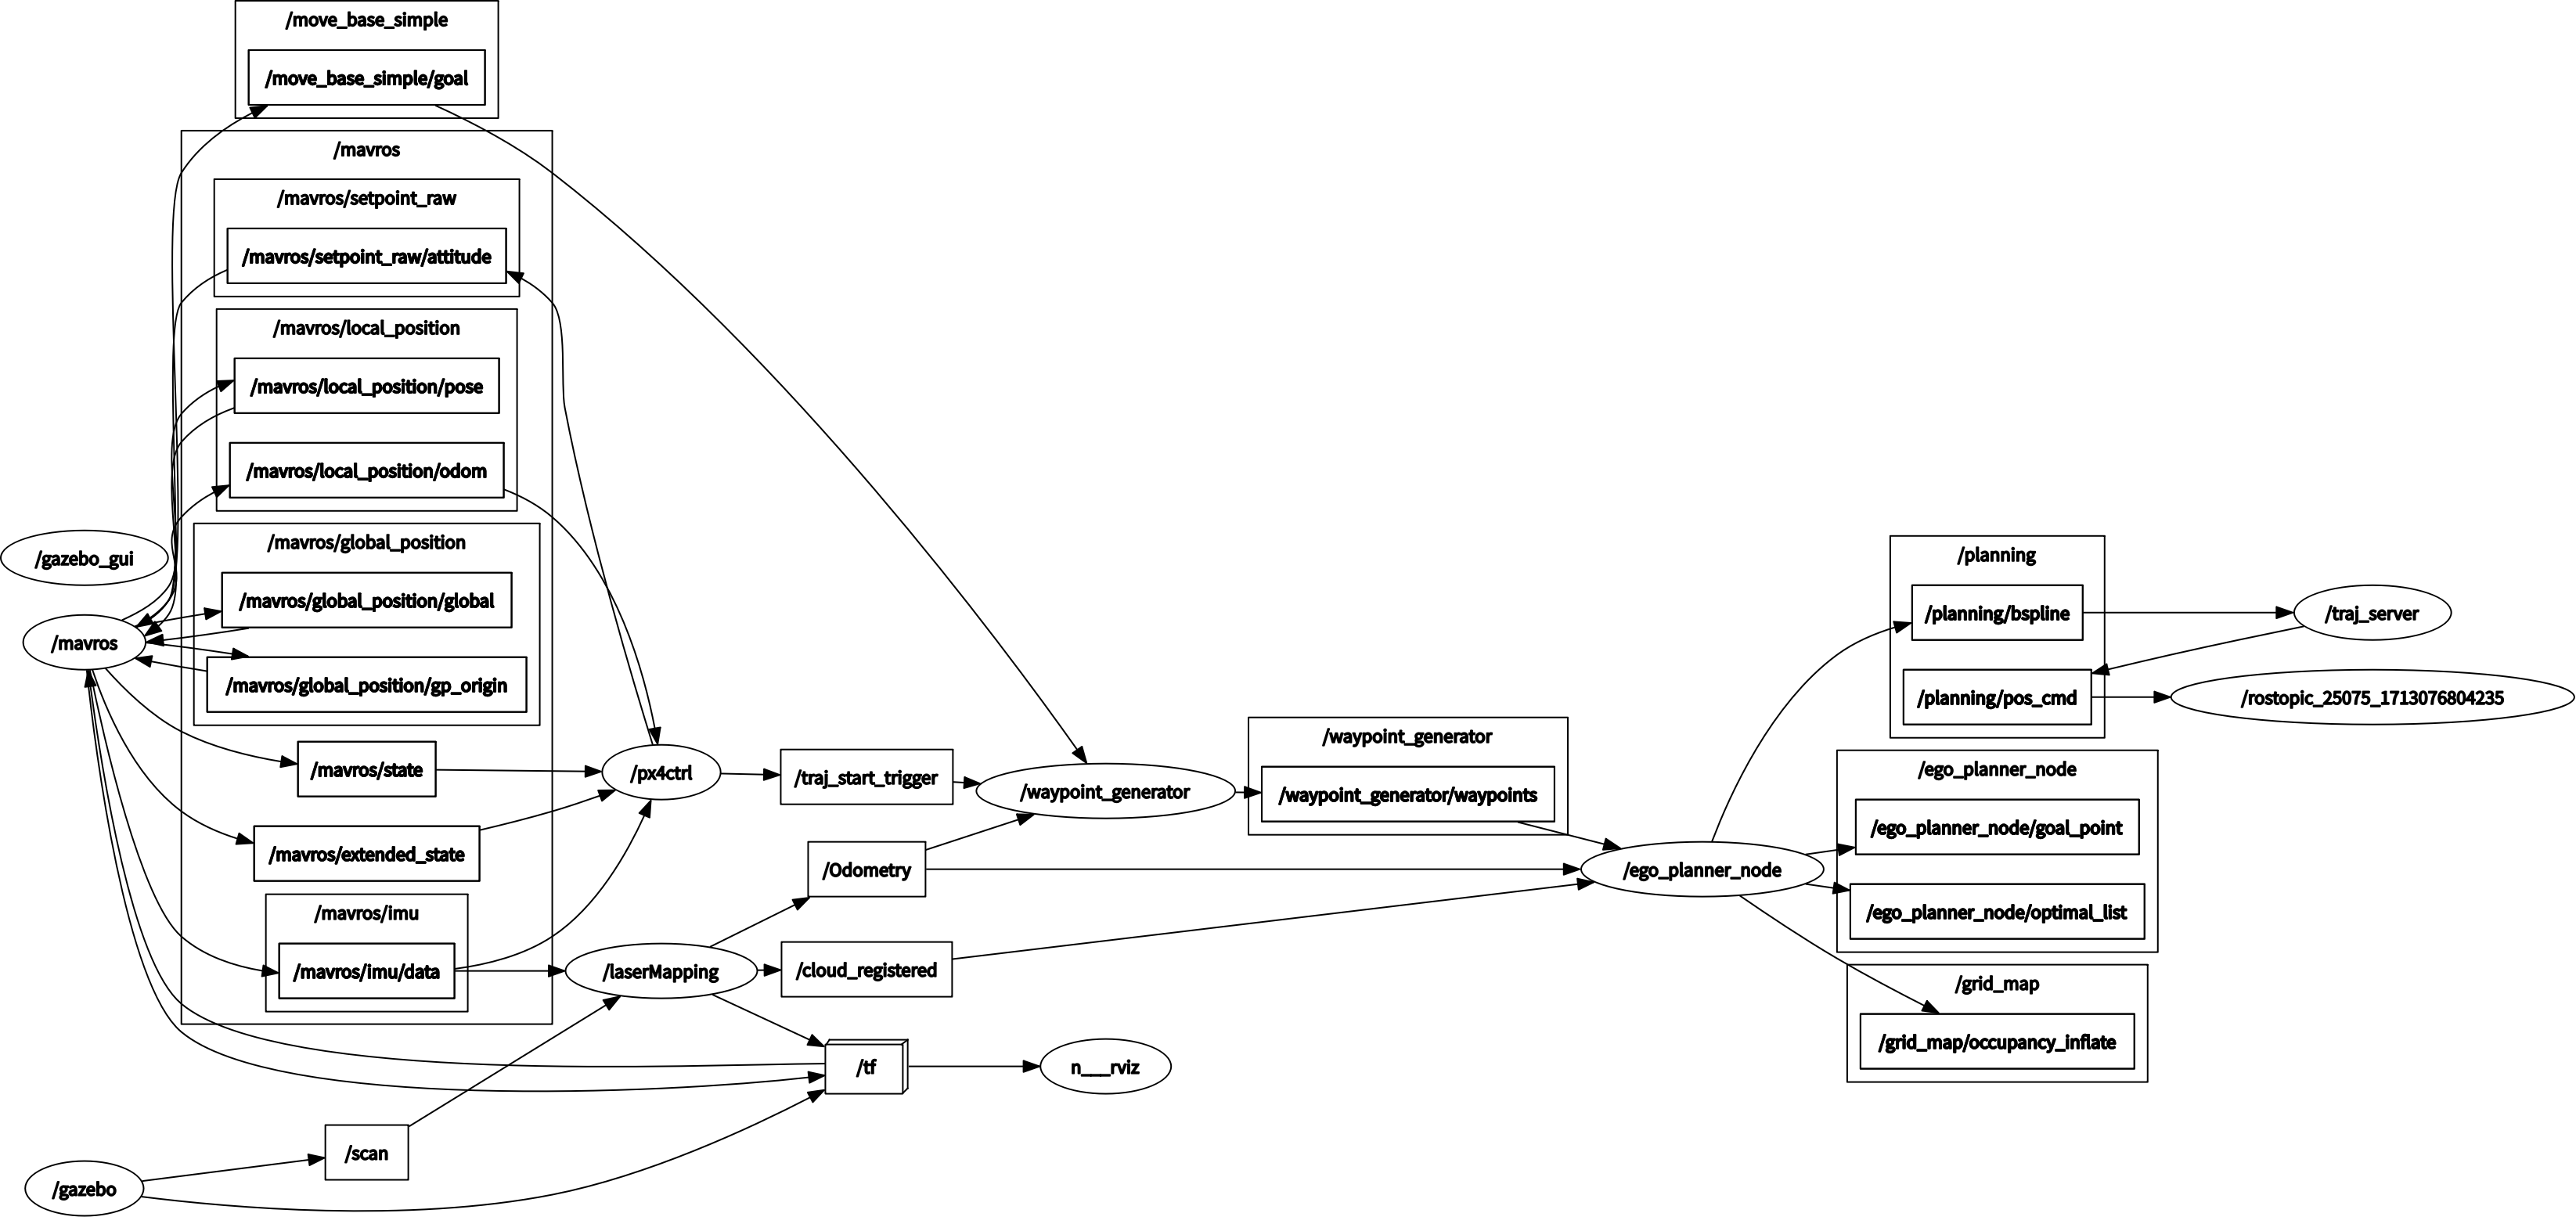 /move_base_simple
/move_base_simple/goal
/mavros
/mavros/setpoint_raw
/mavros/setpoint_raw/attitude
/mavros/local_position
/mavros/local_position/pose
/mavros/local_position/odom
/mavros/global_position
/mavros/global_position/global
/mavros/global_position/gp_origin
/mavros/state
/mavros/extended_state
/mavros/imu
/mavros/imu/data
/gazebo_gui
/mavros
/gazebo
/scan
/px4ctrl
/laserMapping
/traj_start_trigger
/Odometry
/cloud_registered
/tf
/waypoint_generator
n___rviz
/waypoint_generator
/waypoint_generator/waypoints
/ego_planner_node
/planning
/planning/bspline
/planning/pos_cmd
/ego_planner_node
/ego_planner_node/goal_point
/ego_planner_node/optimal_list
/grid_map
/grid_map/occupancy_inflate
/traj_server
/rostopic_25075_1713076804235